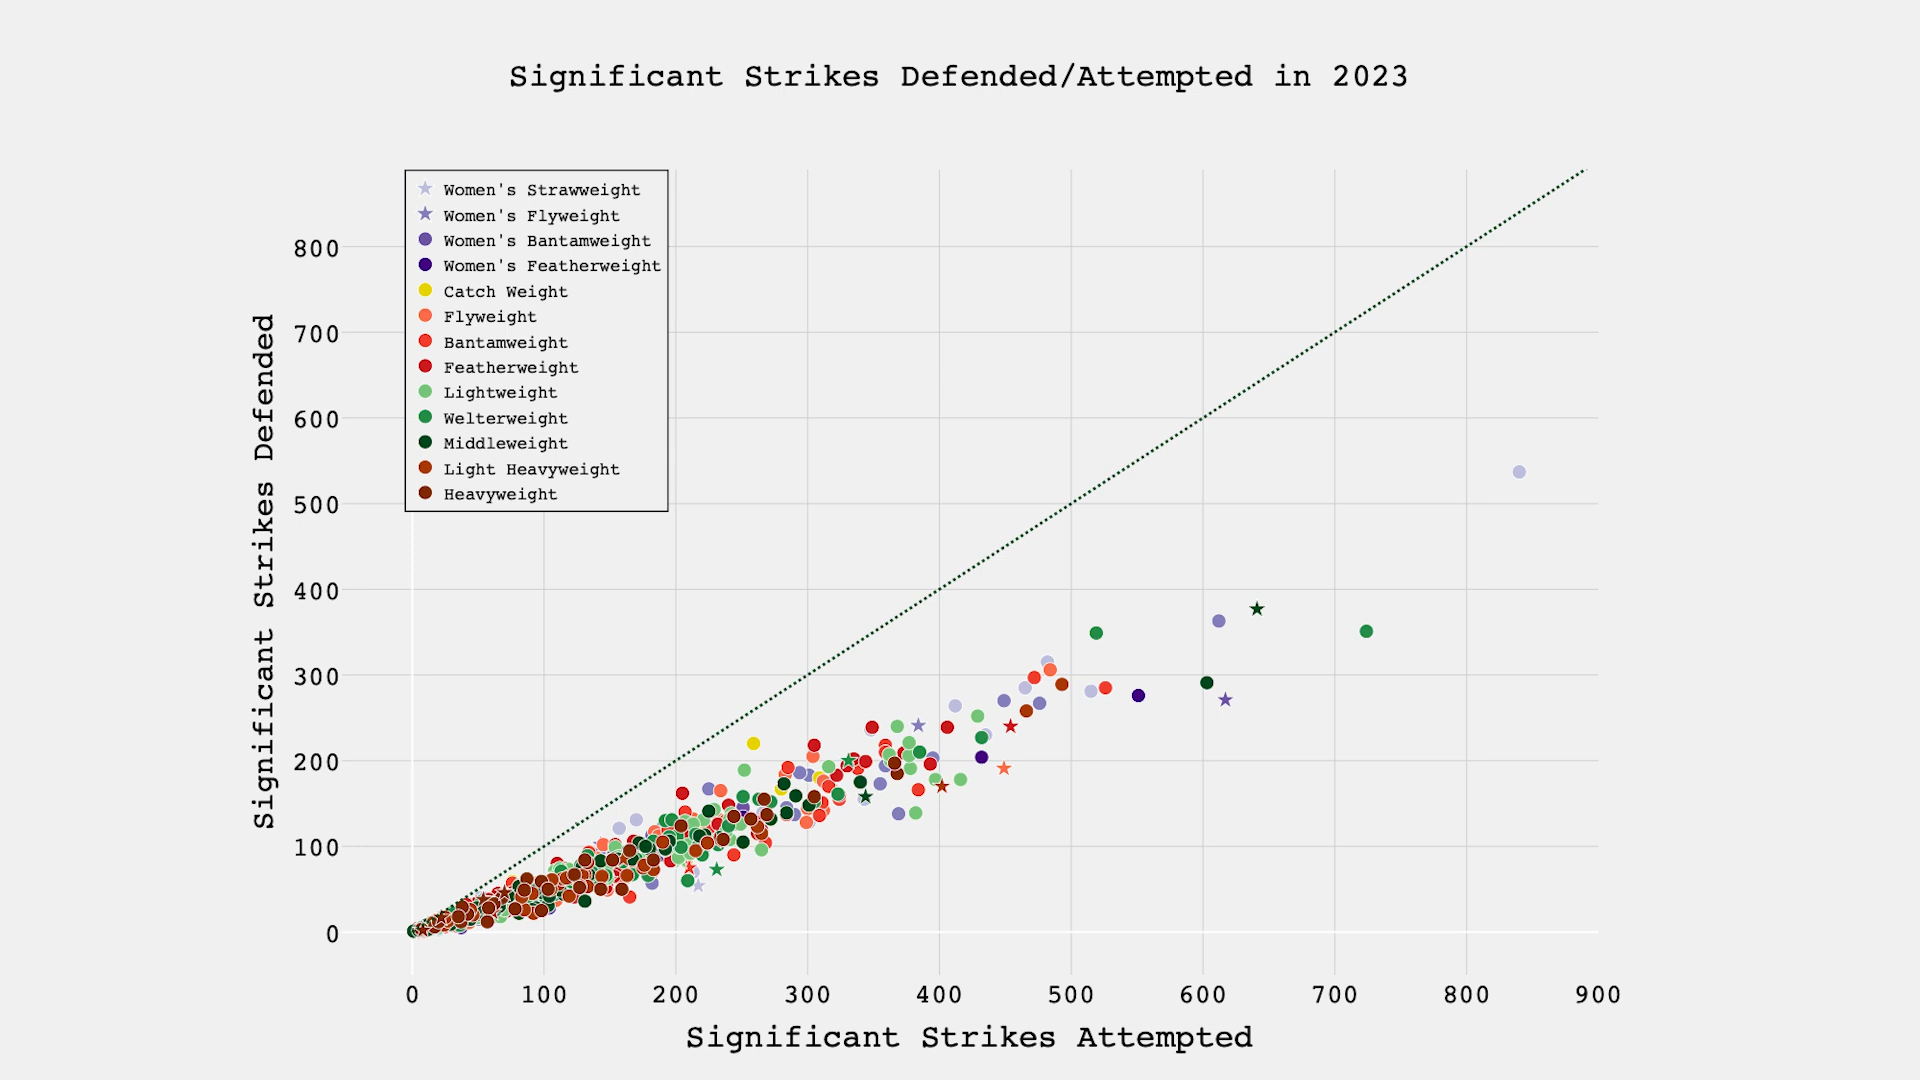 Significant Strikes Defended/Attempted in 2023
Women's Strawweight
Women's Flyweight
Women's Bantamweight
Women's Featherweight
Catch Weight
Flyweight
Bantamweight
Featherweight
Lightweight
Welterweight
Middleweight
Light Heavyweight
Heavyweight
Significant Strikes Defended
800
700
600
500
400
300
200
100
0
0 100 200 300 400 500 600 700 800 900
Significant Strikes Attempted